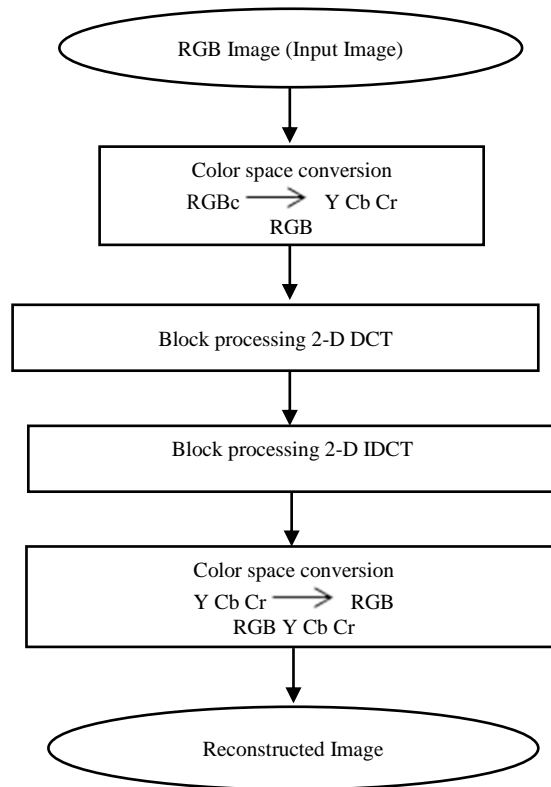 RGB Image (Input Image)
Color space conversion
RGBc → Y Cb Cr
RGB
Block processing 2-D DCT
Block processing 2-D IDCT
Color space conversion
Y Cb Cr → RGB
RGB Y Cb Cr
Reconstructed Image